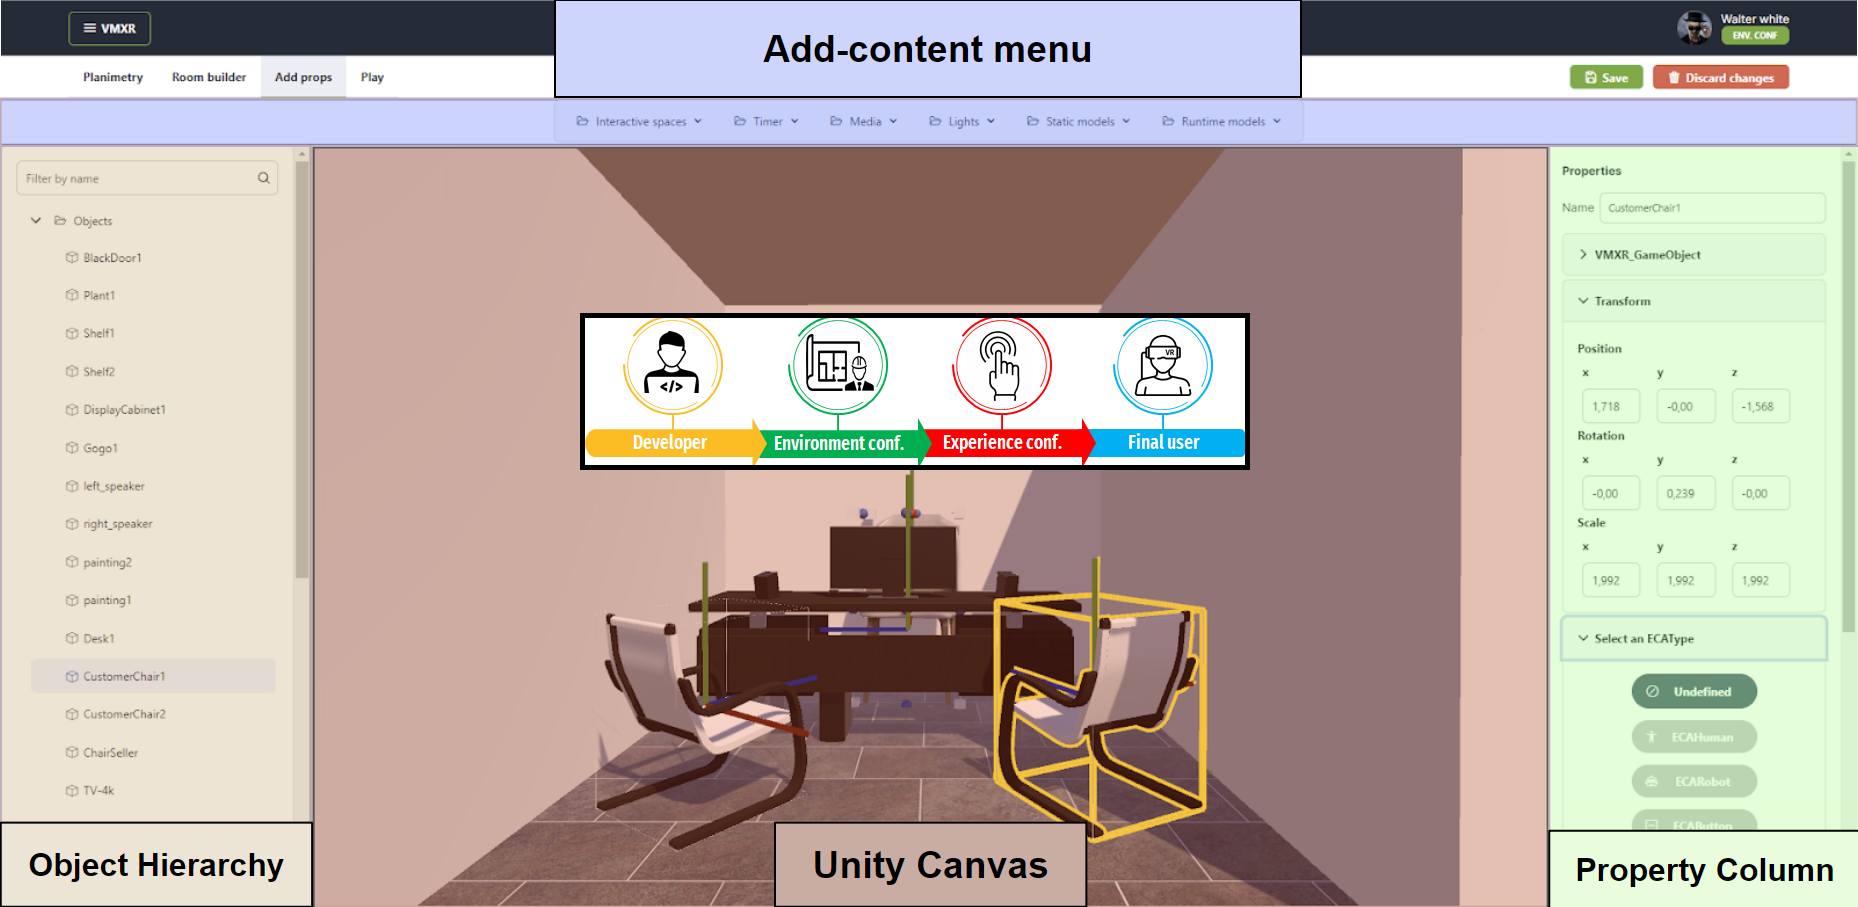 VMXR
Add-content menu
Walter white
ENV. CONF
Planimetry Room builder Add props Play
Save Discard changes
Interactive spaces Timer Media Lights Static models Runtime models
Filter by name
Objects
BlackDoor1
Plant1
Shelf1
Shelf2
DisplayCabinet1
Gogo1
left_speaker
right_speaker
painting2
painting1
Desk1
CustomerChair1
CustomerChair2
ChairSeller
TV-4k
Object Hierarchy
</>
VR
Developer Environment conf. Experience conf. Final user
Unity Canvas
Properties
Name CustomerChair1
VMXR_GameObject
Transform
Position
x y z
1,718 -0,00 -1,568
Rotation
x y z
-0,00 0,239 -0,00
Scale
x y z
1,992 1,992 1,992
Select an ECAType
Undefined
ECAHuman
ECARobot
ECAButton
Property Column